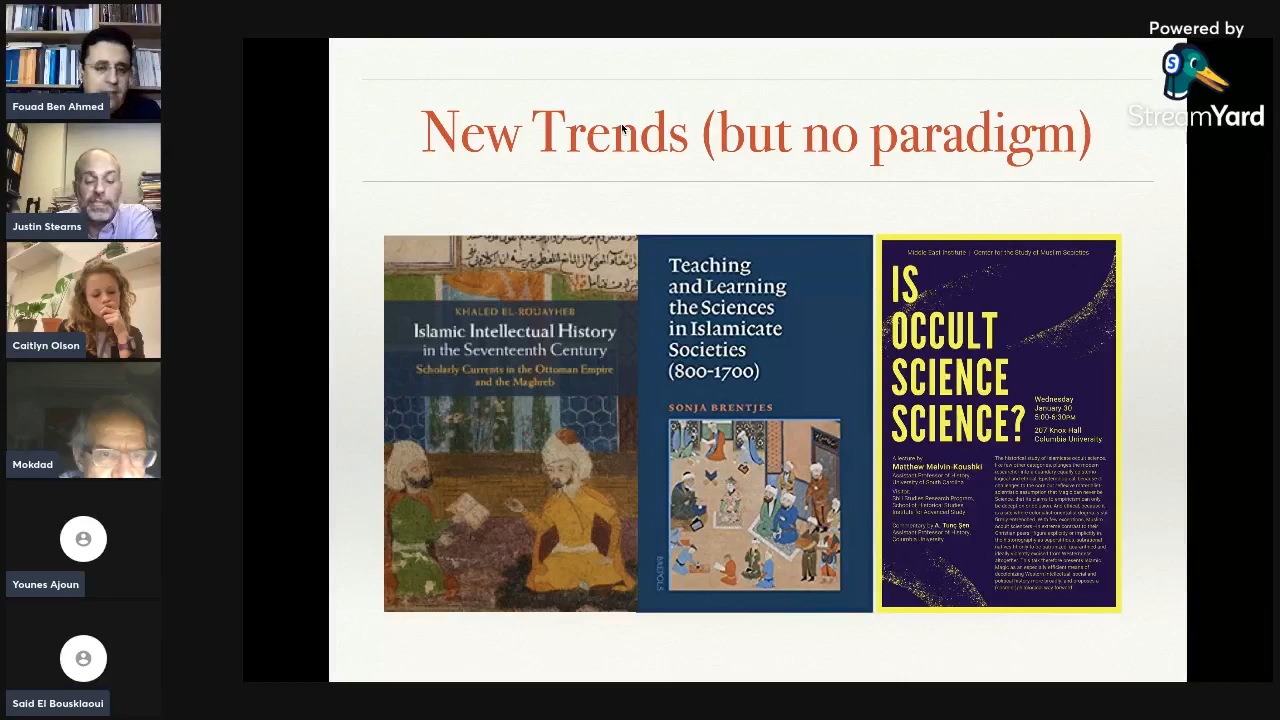 Fouad Ben Ahmed
Justin Stearns
Caitlyn Olson
Mokdad
Younes Ajoun
Said El Bousklaoui
Powered by
StreamYard
New Trends (but no paradigm)
KHALED EL-ROUAYHEB
Islamic Intellectual History
in the Seventeenth Century
Scholarly Currents in the Ottoman Empire
and the Maghreb
Teaching
and Learning
the Sciences
in Islamicate
Societies
(800-1700)
SONJA BRENTJES
BREPOLS
Middle East Institute | Center for the Study of Muslim Societies
IS
OCCULT
SCIENCE
SCIENCE?
Wednesday
January 30
5:00-6:30PM
207 Knox Hall
Columbia University
A lecture by
Matthew Melvin-Koushki
Assistant Professor of History,
University of South Carolina
Visitor,
Shii Studies Research Program,
School of Historical Studies
Institute for Advanced Study
Commentary by A. Tunç Şen
Assistant Professor of History,
Columbia University